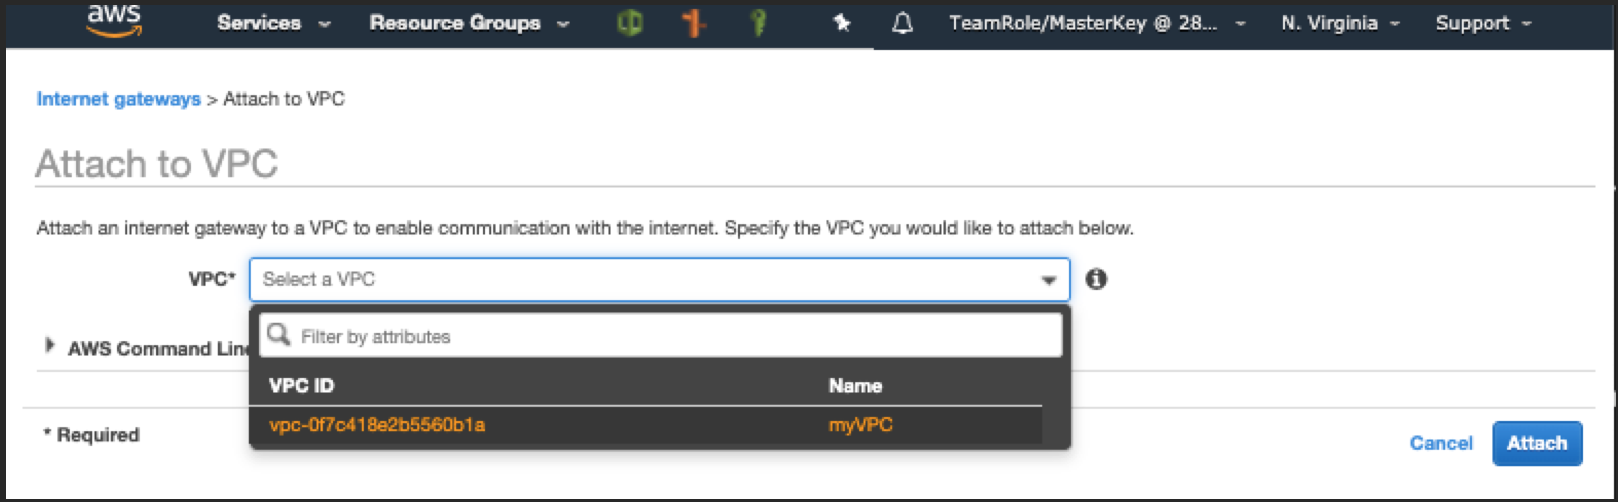 aws Services Resource Groups TeamRole/MasterKey @ 28... N. Virginia Support
Internet gateways > Attach to VPC
Attach to VPC
Attach an internet gateway to a VPC to enable communication with the internet. Specify the VPC you would like to attach below.
VPC* Select a VPC
Filter by attributes
AWS Command Line
VPC ID Name
vpc-0f7c418e2b5560b1a myVPC
* Required
Cancel Attach